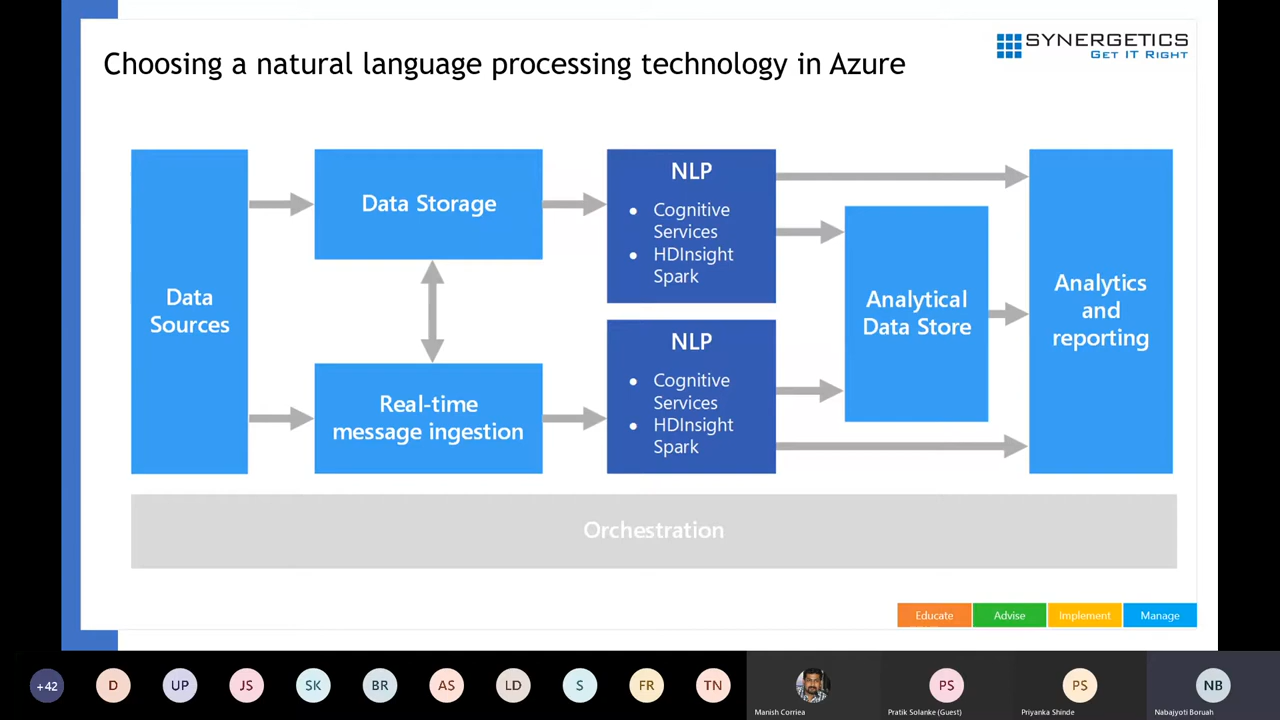 Choosing a natural language processing technology in Azure
SYNERGETICS
GET IT RIGHT
Data
Sources
Data Storage
Real-time
message ingestion
NLP
• Cognitive
Services
• HDInsight
Spark
NLP
• Cognitive
Services
• HDInsight
Spark
Analytical
Data Store
Analytics
and
reporting
Orchestration
Educate
Advise
Implement
Manage
+42
D
UP
JS
SK
BR
AS
LD
S
FR
TN
Manish Corriea
PS
Pratik Solanke (Guest)
PS
Priyanka Shinde
NB
Nabajyoti Boruah